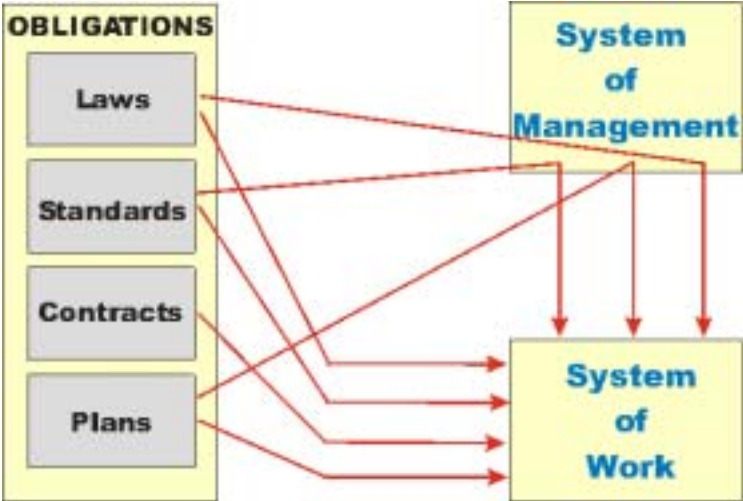 OBLIGATIONS
Laws
Standards
Contracts
Plans
System
of
Management
System
of
Work